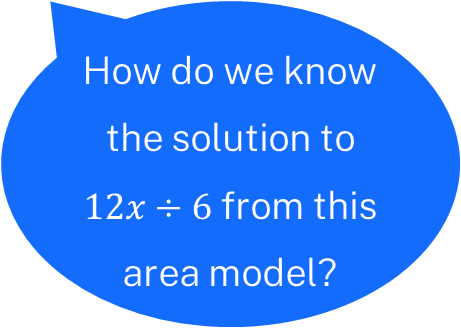 How do we know
the solution to
12𝑥 ÷ 6 from this
area model?